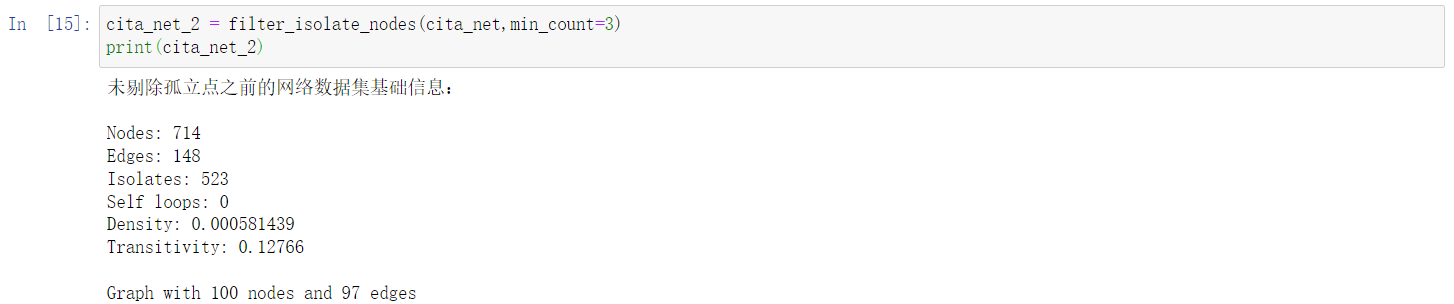 In [15]: cita_net_2 = filter_isolate_nodes(cita_net,min_count=3)
print(cita_net_2)
未剔除孤立点之前的网络数据集基础信息：
Nodes: 714
Edges: 148
Isolates: 523
Self loops: 0
Density: 0.000581439
Transitivity: 0.12766
Graph with 100 nodes and 97 edges